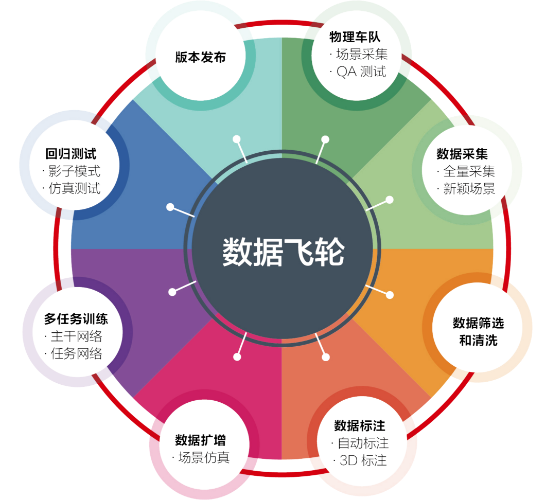 版本发布
物理车队
· 场景采集
· QA 测试
数据采集
· 全量采集
· 新颖场景
数据筛选
和清洗
数据标注
· 自动标注
· 3D 标注
数据扩增
· 场景仿真
多任务训练
· 主干网络
· 任务网络
回归测试
· 影子模式
· 仿真测试
数据飞轮